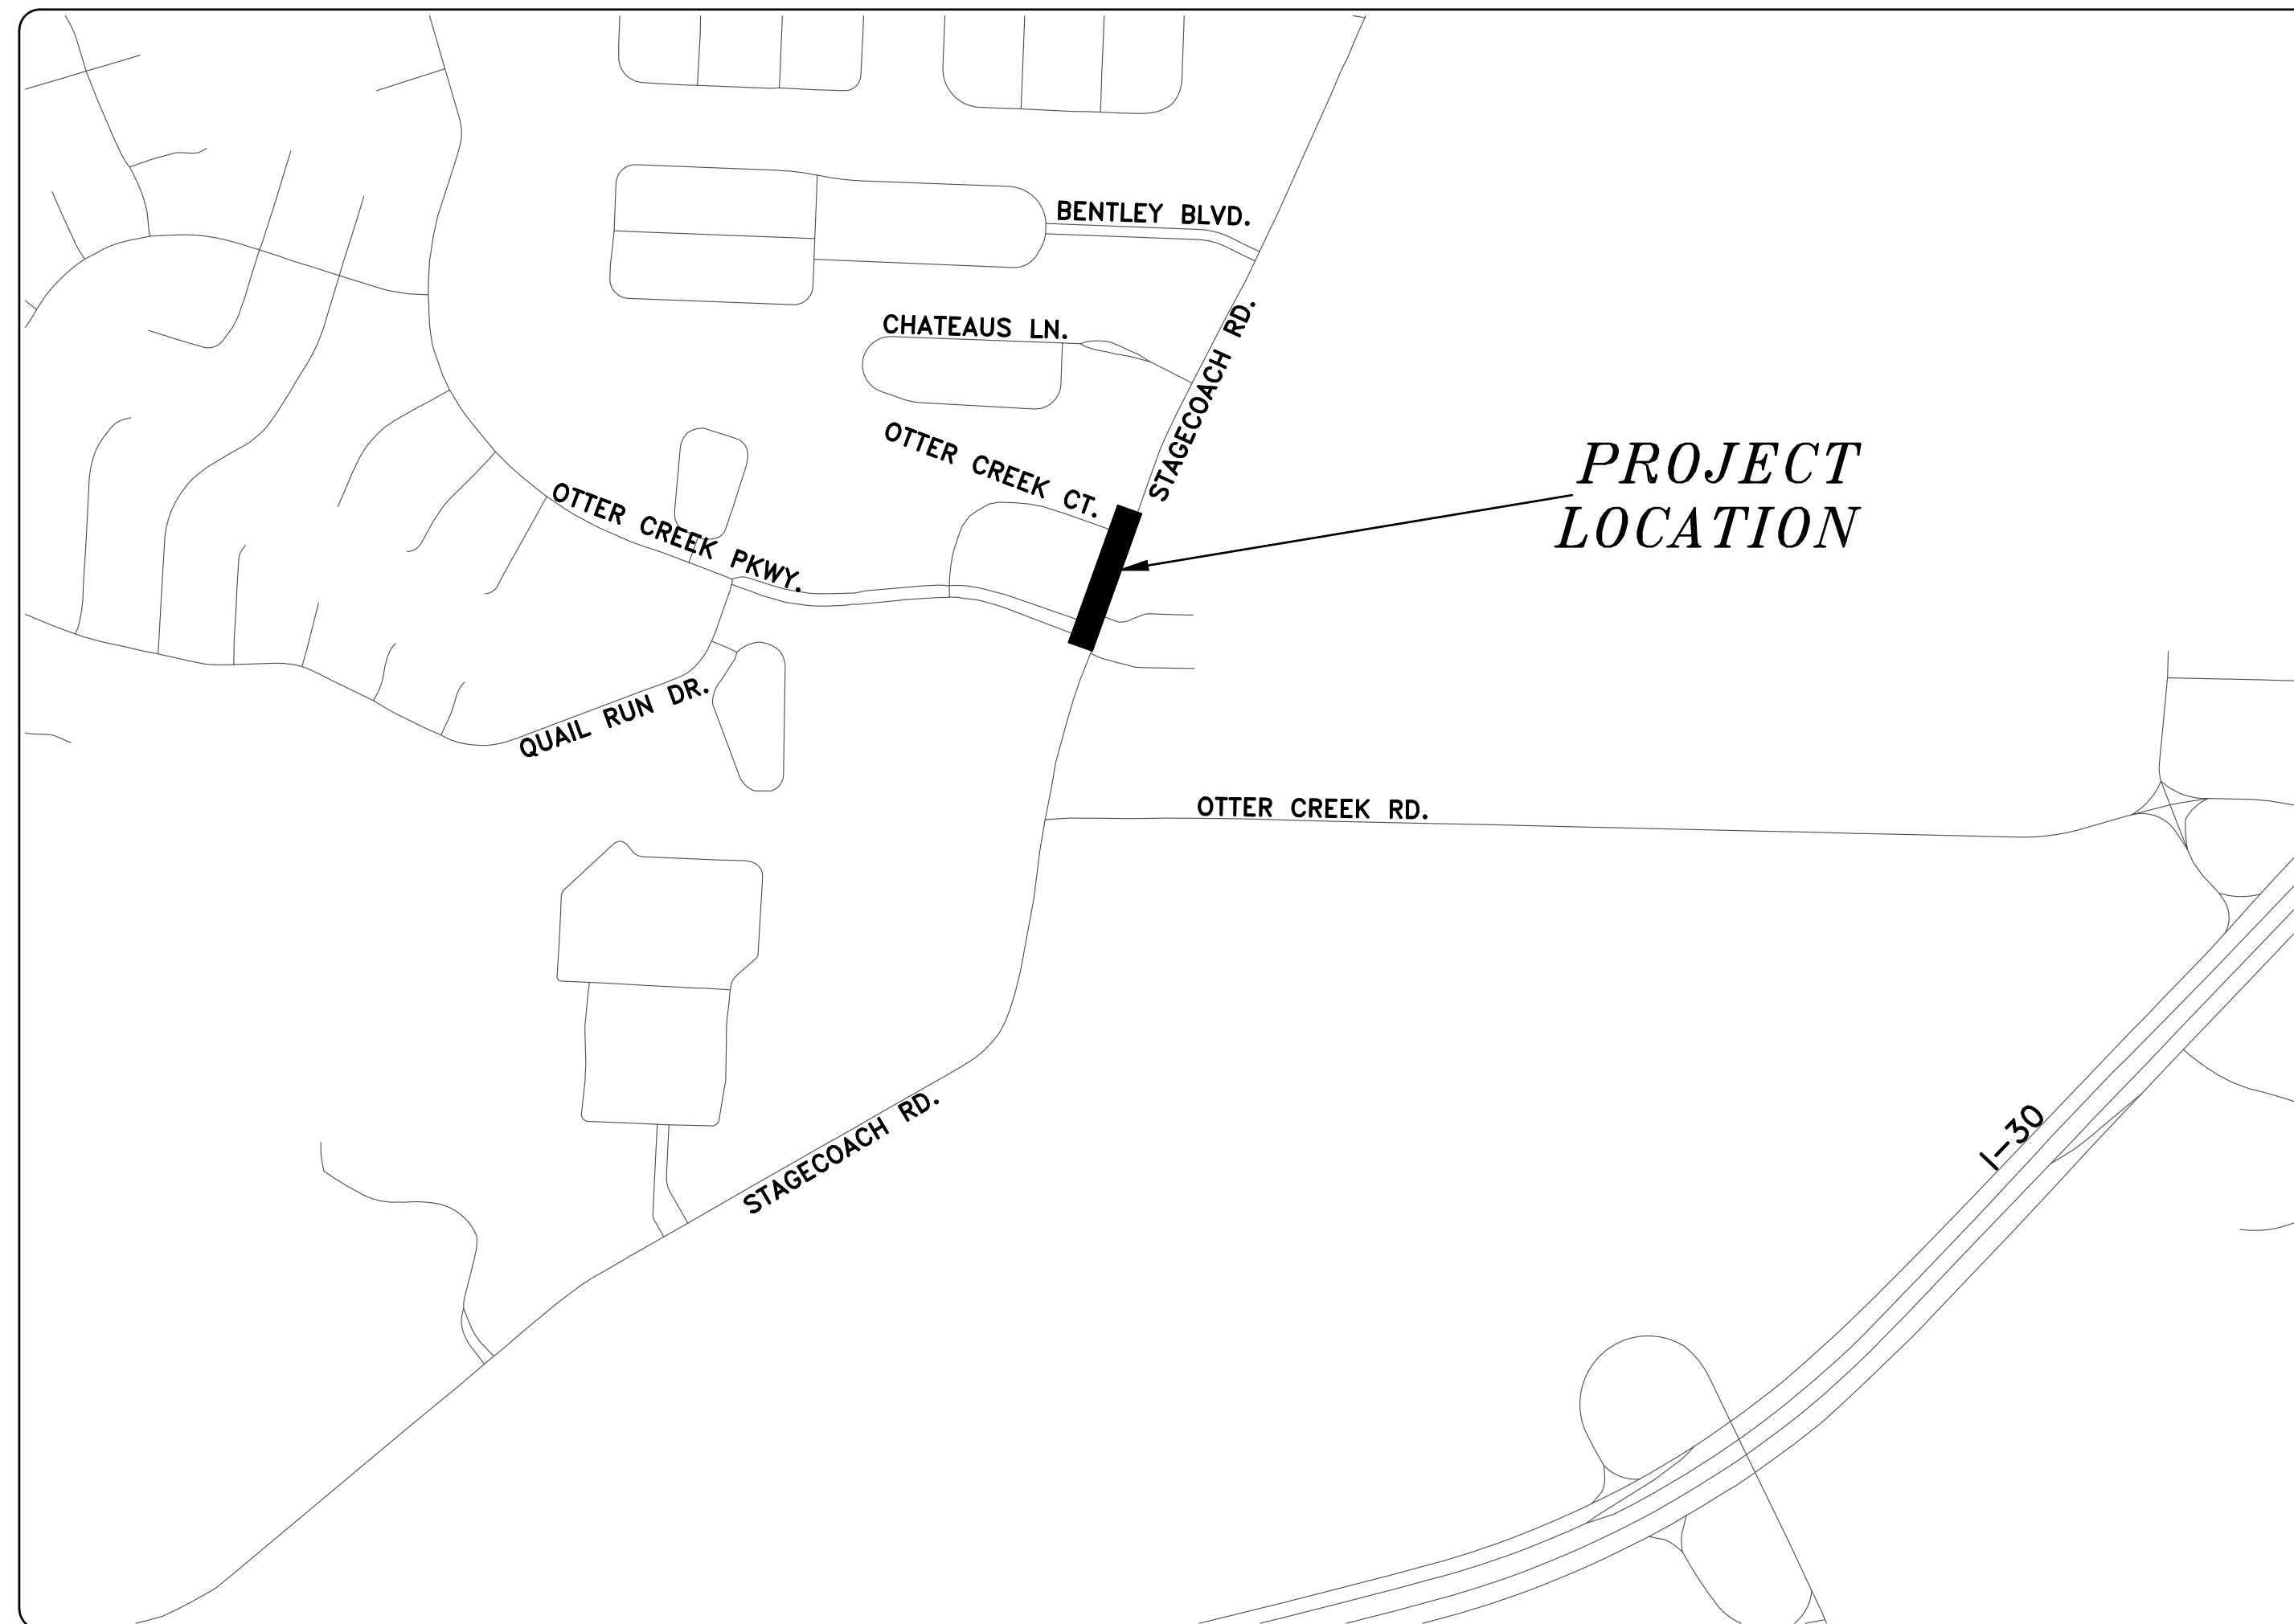 BENTLEY BLVD.
CHATEAUS LN.
STAGECOACH RD.
OTTER CREEK CT.
PROJECT
LOCATION
OTTER CREEK PKWY.
QUAIL RUN DR.
OTTER CREEK RD.
STAGECOACH RD.
I-30